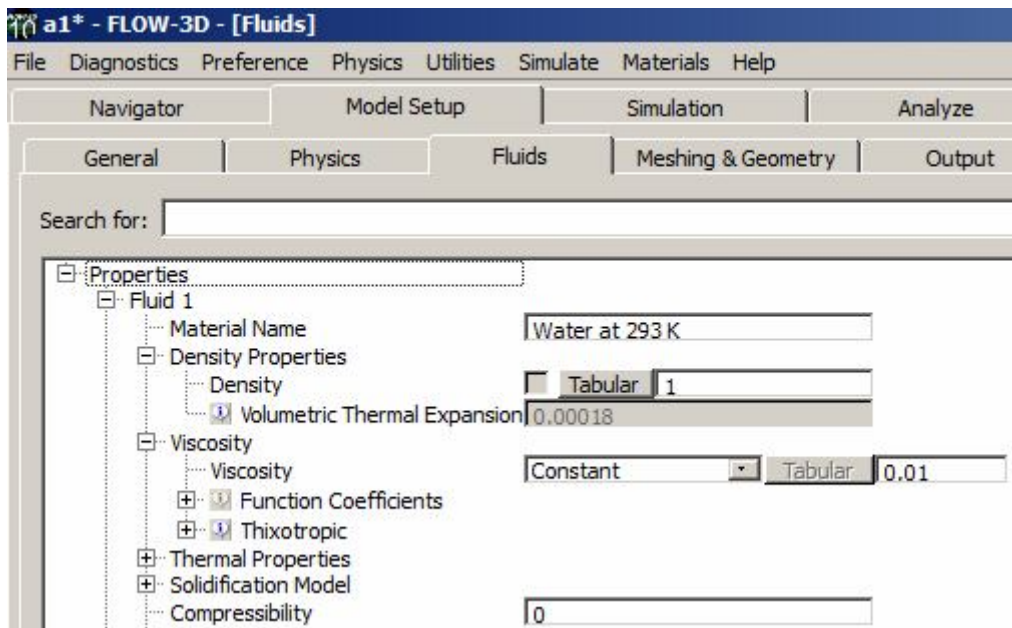 a1* - FLOW-3D - [Fluids]
File Diagnostics Preference Physics Utilities Simulate Materials Help
Navigator Model Setup Simulation Analyze
General Physics Fluids Meshing & Geometry Output
Search for:
Properties
Fluid 1
Material Name Water at 293 K
Density Properties
Density Tabular 1
Volumetric Thermal Expansion 0.00018
Viscosity
Viscosity Constant Tabular 0.01
Function Coefficients
Thixotropic
Thermal Properties
Solidification Model
Compressibility 0